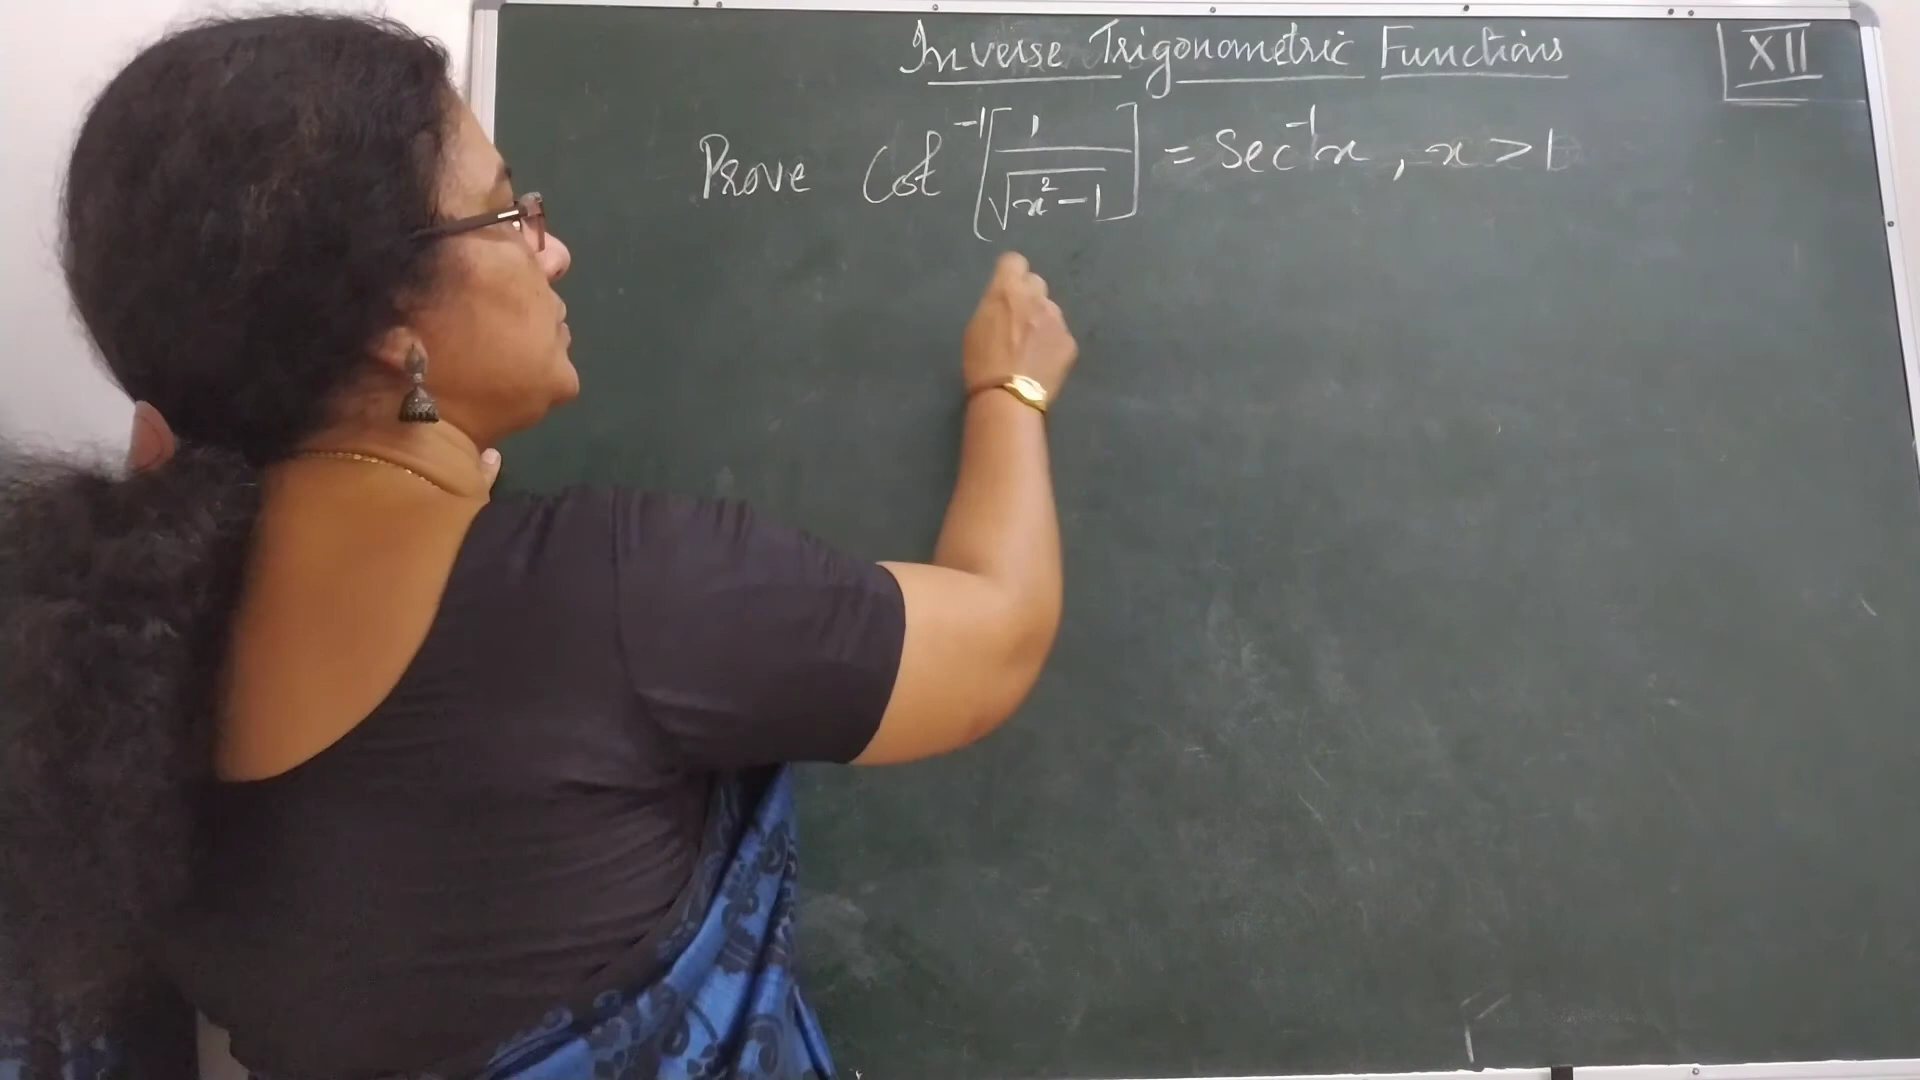 Inverse Trigonometric Functions
XII
Prove Cot⁻¹[1/√(x²-1)] = Sec⁻¹x, x > 1